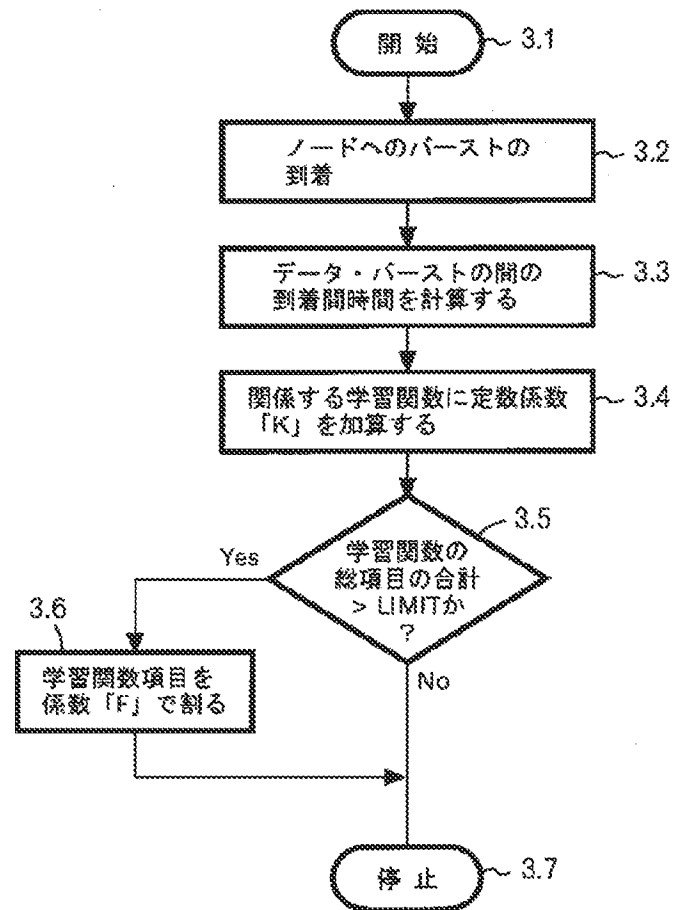 開 始
3.1
ノードへのバーストの
到着
3.2
データ・バーストの間の
到着間時間を計算する
3.3
関係する学習関数に定数係数
「K」を加算する
3.4
3.5
学習関数の
総項目の合計
> LIMITか
?
Yes
No
3.6
学習関数項目を
係数「F」で割る
停 止
3.7